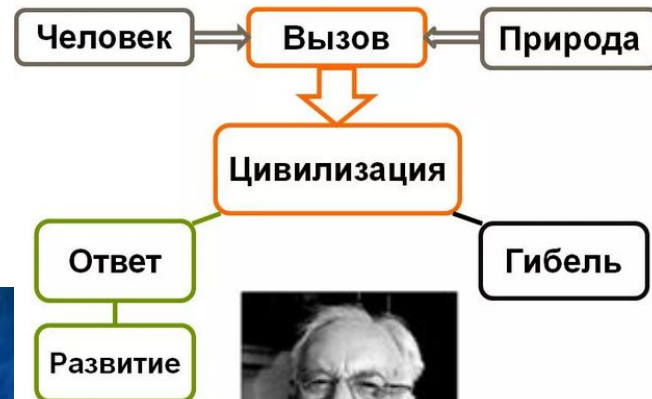 Человек
Вызов
Природа
Цивилизация
Ответ
Гибель
Развитие